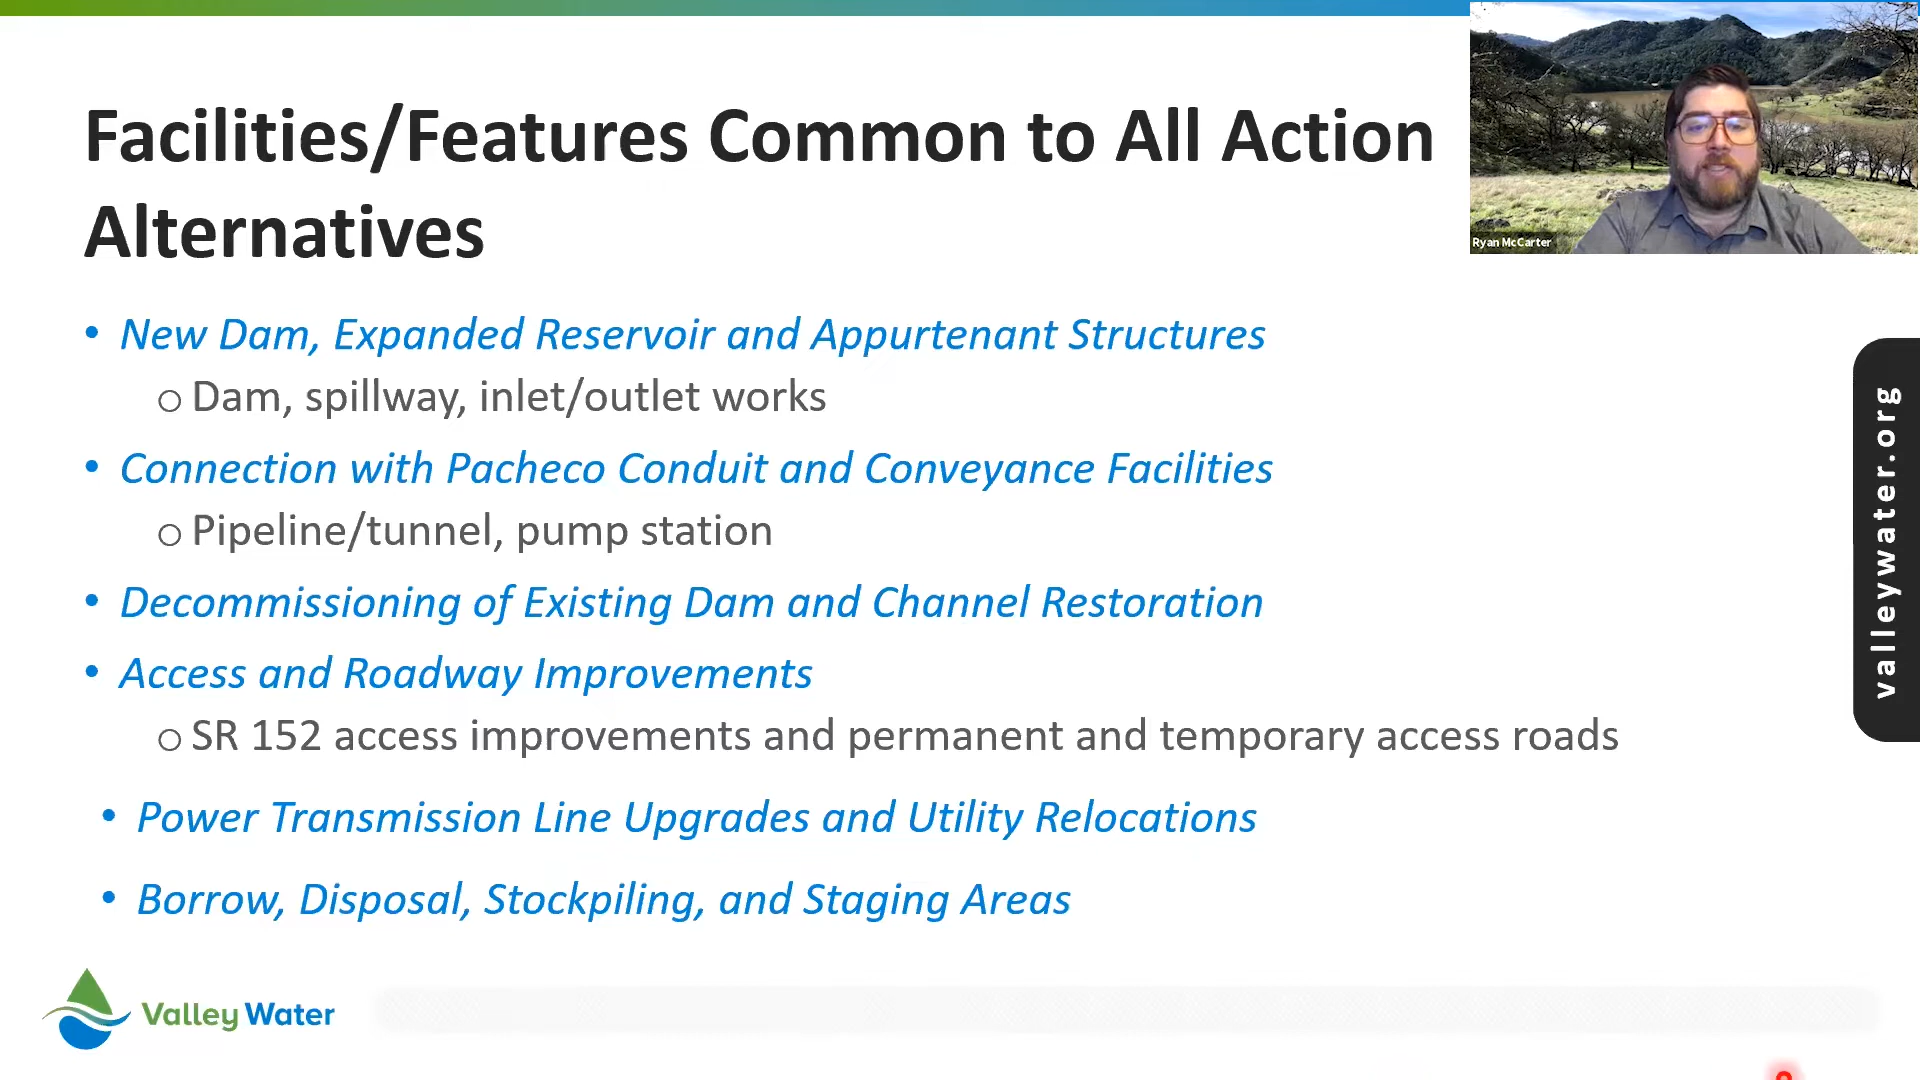 Facilities/Features Common to All Action
Alternatives
Ryan McCarter
• New Dam, Expanded Reservoir and Appurtenant Structures
o Dam, spillway, inlet/outlet works
• Connection with Pacheco Conduit and Conveyance Facilities
o Pipeline/tunnel, pump station
• Decommissioning of Existing Dam and Channel Restoration
• Access and Roadway Improvements
o SR 152 access improvements and permanent and temporary access roads
• Power Transmission Line Upgrades and Utility Relocations
• Borrow, Disposal, Stockpiling, and Staging Areas
valleywater.org
Valley Water